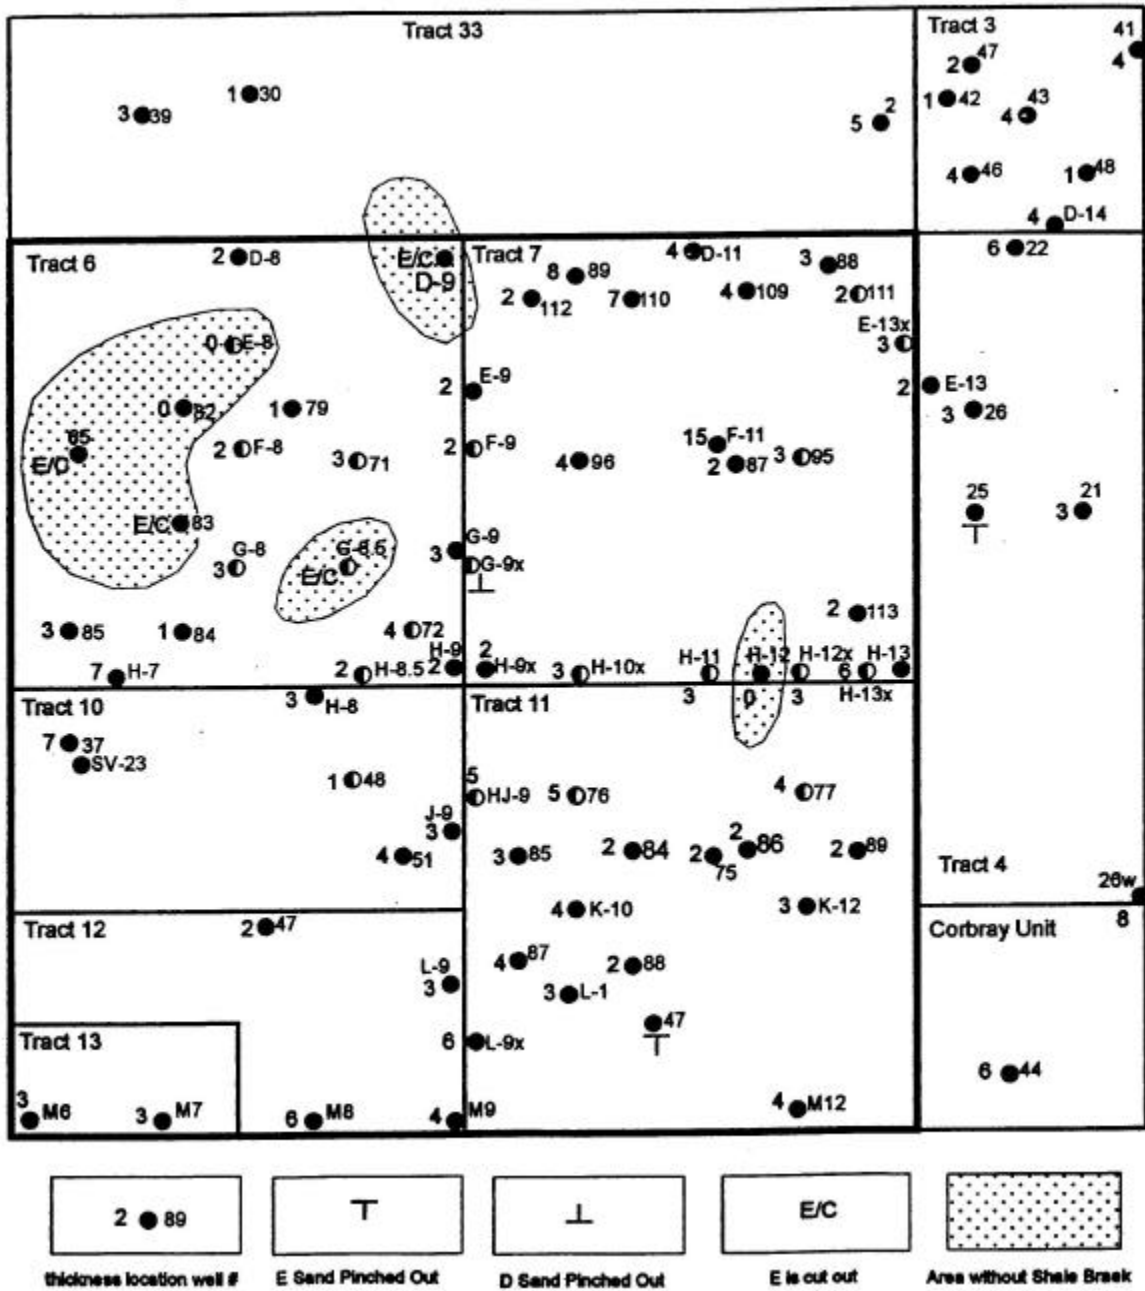 Tract 33
Tract 3
41
4
2 47
1 42
43
4
4 46
1 48
4 D-14
3 39
1 30
2
5
Tract 6
2 D-8
E/C
D-9
Tract 7
4 D-11
8 89
3 88
6 22
2
112
7 110
4 109
2 111
E-13x
3
0 E-8
2 E-9
2 E-13
3 26
0 82
1 79
65
E/C
2 F-8
3 71
2 F-9
4 96
15 F-11
2 87
3 95
25
21
3
E/C 83
G-8
3
G-8.5
E/C
G-9
3
G-9x
3 85
1 84
4 72
2 113
7 H-7
2 H-8.5
H-9
2
2
H-9x
3 H-10x
H-11
3
H-12
0
H-12x
3
H-13
6
H-13x
Tract 10
3
H-8
Tract 11
7 37
SV-23
1 48
5
HJ-9
5 76
4 77
J-9
3
4 51
3 85
2 84
2
75
2
86
2 89
Tract 4
26w
8
4 K-10
3 K-12
Tract 12
2 47
Corbray Unit
L-9
3
4 87
2 88
3 L-1
47
6 L-9x
Tract 13
3
M6
3 M7
6 M8
4 M9
4 M12
6 44
2 89
E/C
thickness location well #
E Sand Pinched Out
D Sand Pinched Out
E is cut out
Area without Shale Break